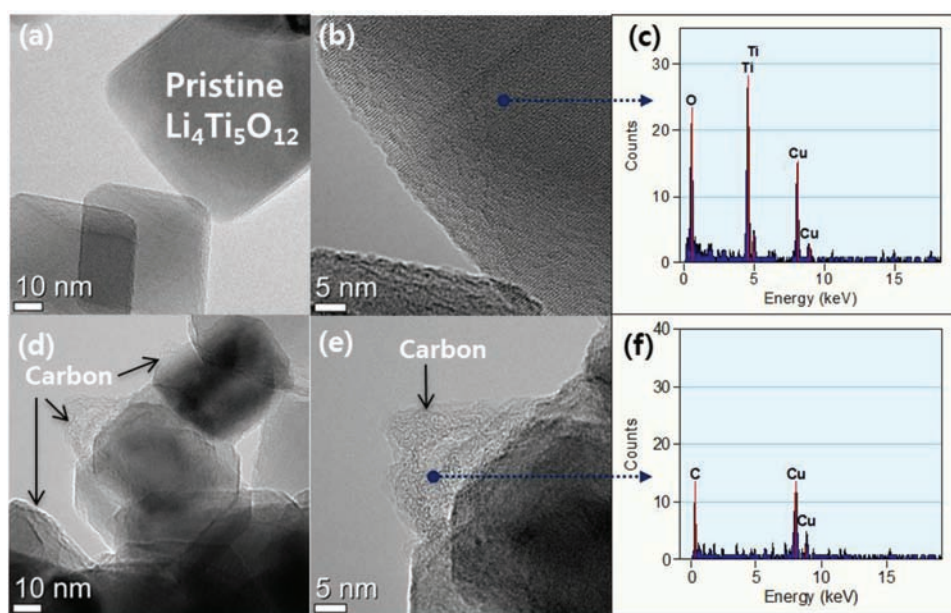 (a)
Pristine
Li₄Ti₅O₁₂
10 nm
(b)
5 nm
(c)
Counts
30
20
10
0
O
Ti
Ti
Cu
Cu
0 5 10 15
Energy (keV)
(d)
Carbon
10 nm
(e)
Carbon
5 nm
(f)
Counts
40
30
20
10
0
C
Cu
Cu
0 5 10 15
Energy (keV)